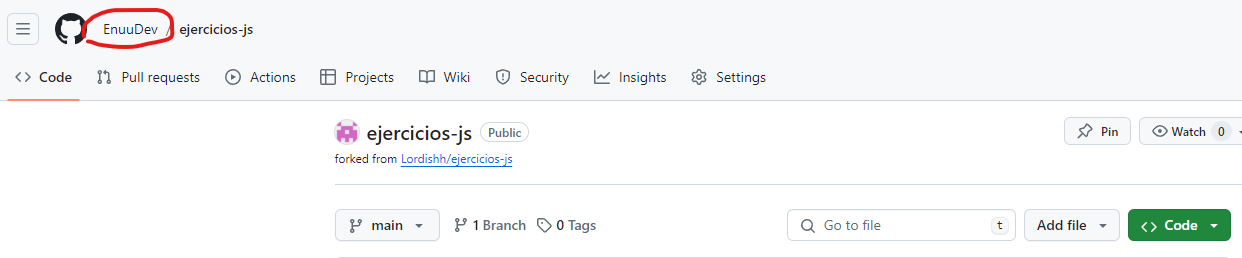 EnuuDev / ejercicios-js
Code Pull requests Actions Projects Wiki Security Insights Settings
ejercicios-js Public Pin Watch 0
forked from Lordishh/ejercicios-js
main 1 Branch 0 Tags Go to file t Add file Code